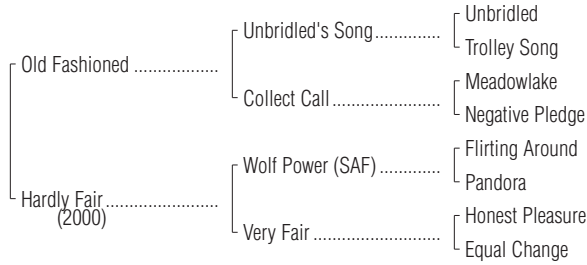 Unbridled
Unbridled's Song..............
Trolley Song
Old Fashioned ..................
Meadowlake
Collect Call ......................
Negative Pledge
Flirting Around
Wolf Power (SAF) .............
Pandora
Hardly Fair ........................
(2000)
Honest Pleasure
Very Fair ...........................
Equal Change